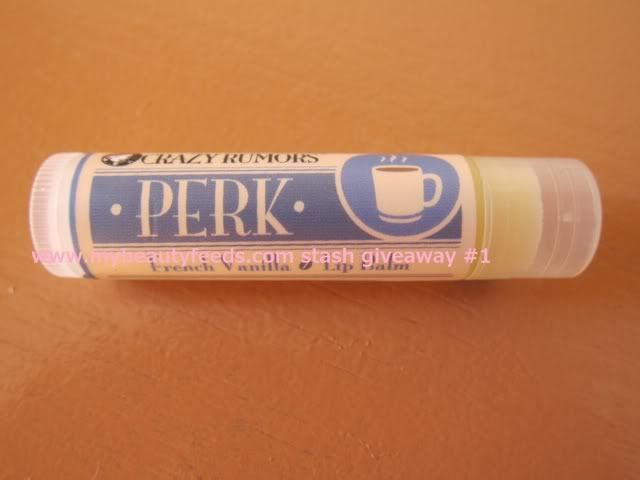 CRAZY RUMORS
· PERK ·
www.mybeautyfeeds.com stash giveaway #1
French Vanilla Lip Balm